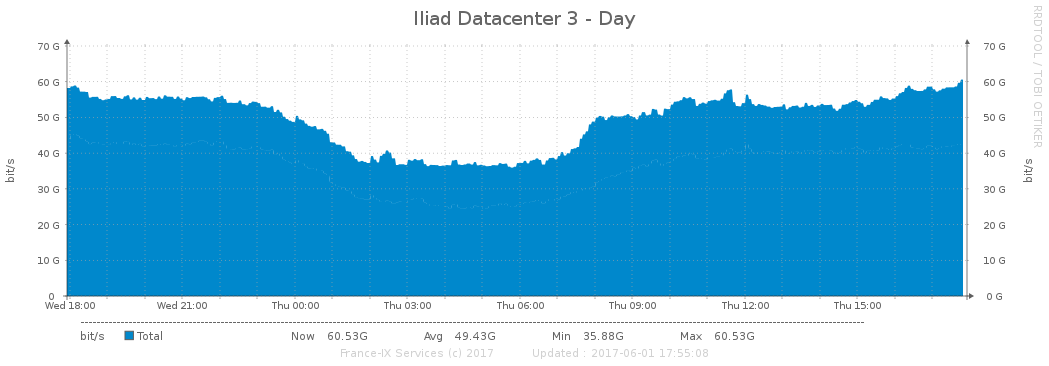 Iliad Datacenter 3 - Day
RRDTOOL / TOBI OETIKER
bit/s
70 G
60 G
50 G
40 G
30 G
20 G
10 G
0
70 G
60 G
50 G
40 G
30 G
20 G
10 G
0 G
bit/s
Wed 18:00 Wed 21:00 Thu 00:00 Thu 03:00 Thu 06:00 Thu 09:00 Thu 12:00 Thu 15:00
bit/s Total Now 60.53G Avg 49.43G Min 35.88G Max 60.53G
France-IX Services (c) 2017 Updated : 2017-06-01 17:55:08